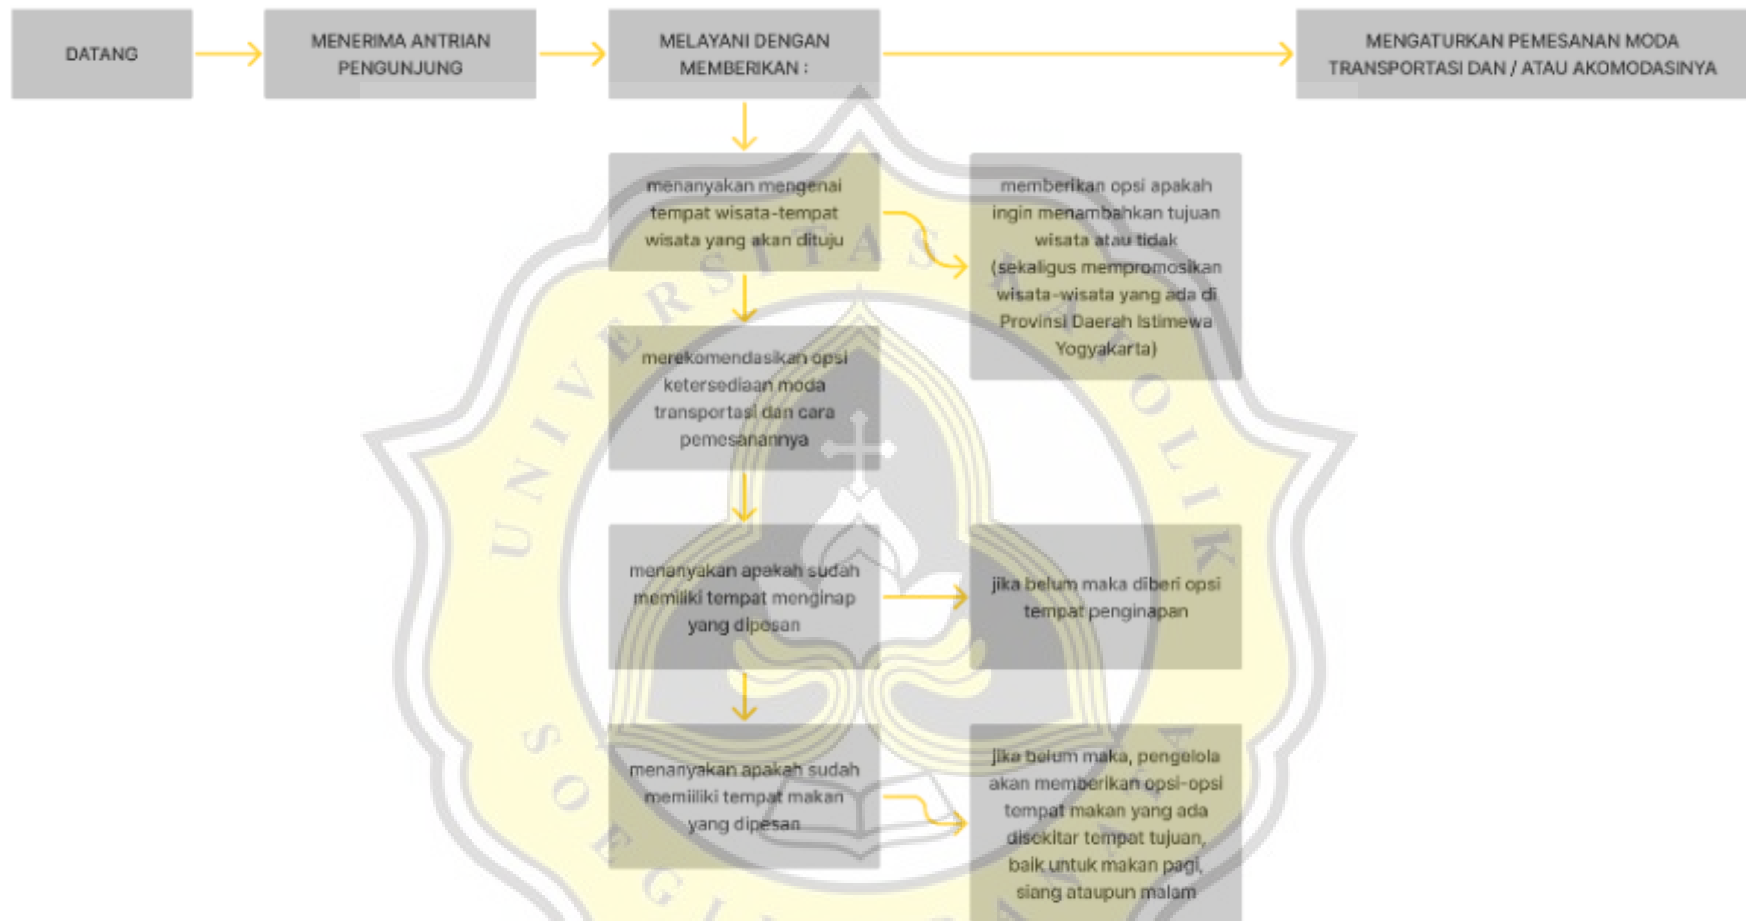 DATANG
MENERIMA ANTRIAN
PENGUNJUNG
MELAYANI DENGAN
MEMBERIKAN :
MENGATURKAN PEMESANAN MODA
TRANSPORTASI DAN / ATAU AKOMODASINYA
menanyakan mengenai
tempat wisata-tempat
wisata yang akan dituju
memberikan opsi apakah
ingin menambahkan tujuan
wisata atau tidak
(sekaligus mempromosikan
wisata-wisata yang ada di
Provinsi Daerah Istimewa
Yogyakarta)
merekomendasikan opsi
ketersediaan moda
transportasi dan cara
pemesanannya
menanyakan apakah sudah
memiliki tempat menginap
yang dipesan
jika belum maka diberi opsi
tempat penginapan
menanyakan apakah sudah
memiiliki tempat makan
yang dipesan
jika belum maka, pengelola
akan memberikan opsi-opsi
tempat makan yang ada
disekitar tempat tujuan,
baik untuk makan pagi,
siang ataupun malam
UNIVERSITAS KATOLIK